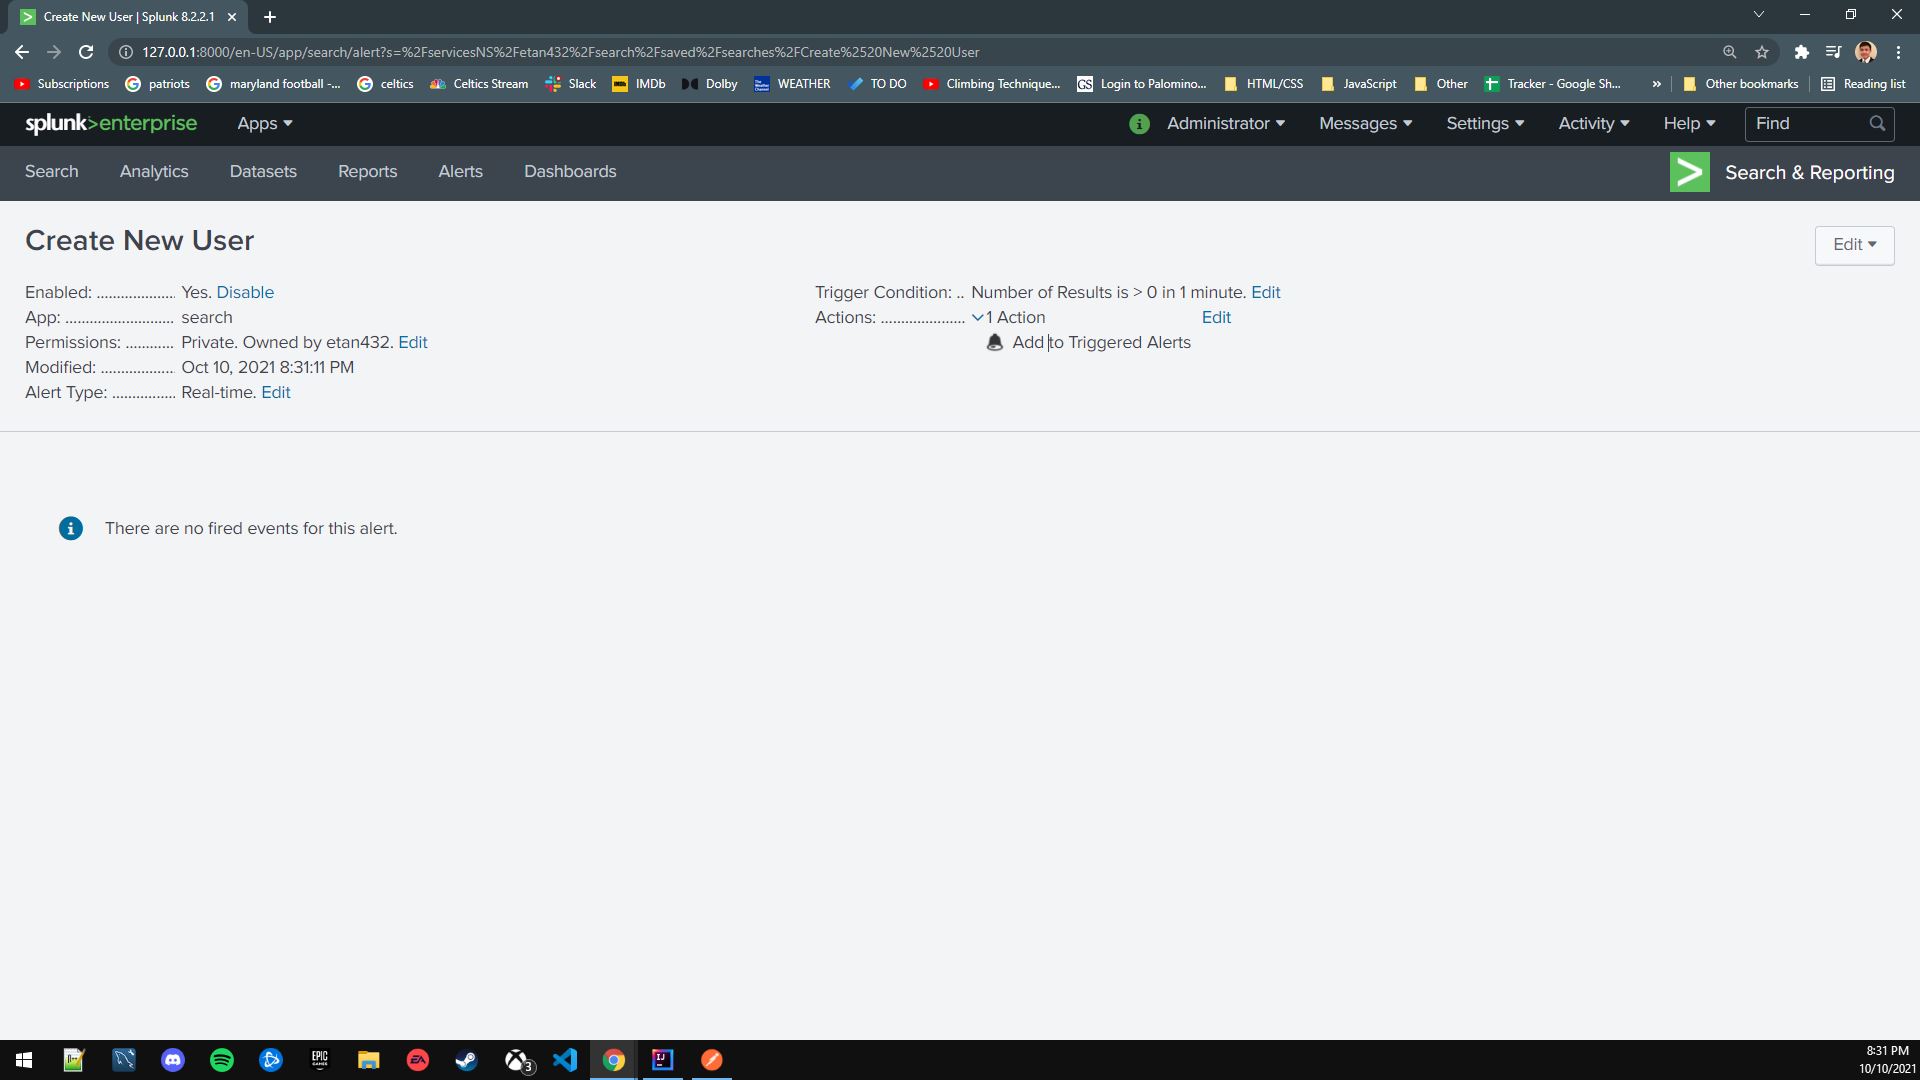 Create New User | Splunk 8.2.2.1
127.0.0.1:8000/en-US/app/search/alert?s=%2FservicesNS%2Fetan432%2Fsearch%2Fsaved%2Fsearches%2FCreate%2520New%2520User
Subscriptions patriots maryland football -... celtics Celtics Stream Slack IMDb Dolby WEATHER TO DO Climbing Technique... GS Login to Palomino... HTML/CSS JavaScript Other Tracker - Google Sh... » Other bookmarks Reading list
splunk>enterprise Apps Administrator Messages Settings Activity Help Find
Search Analytics Datasets Reports Alerts Dashboards Search & Reporting
Create New User
Edit
Enabled: ................... Yes. Disable
App: .......................... search
Permissions: ............ Private. Owned by etan432. Edit
Modified: .................. Oct 10, 2021 8:31:11 PM
Alert Type: ............... Real-time. Edit
Trigger Condition: .. Number of Results is > 0 in 1 minute. Edit
Actions: .................... 1 Action Edit
Add to Triggered Alerts
There are no fired events for this alert.
EPIC GAMES
EA
3
IJ
8:31 PM
10/10/2021